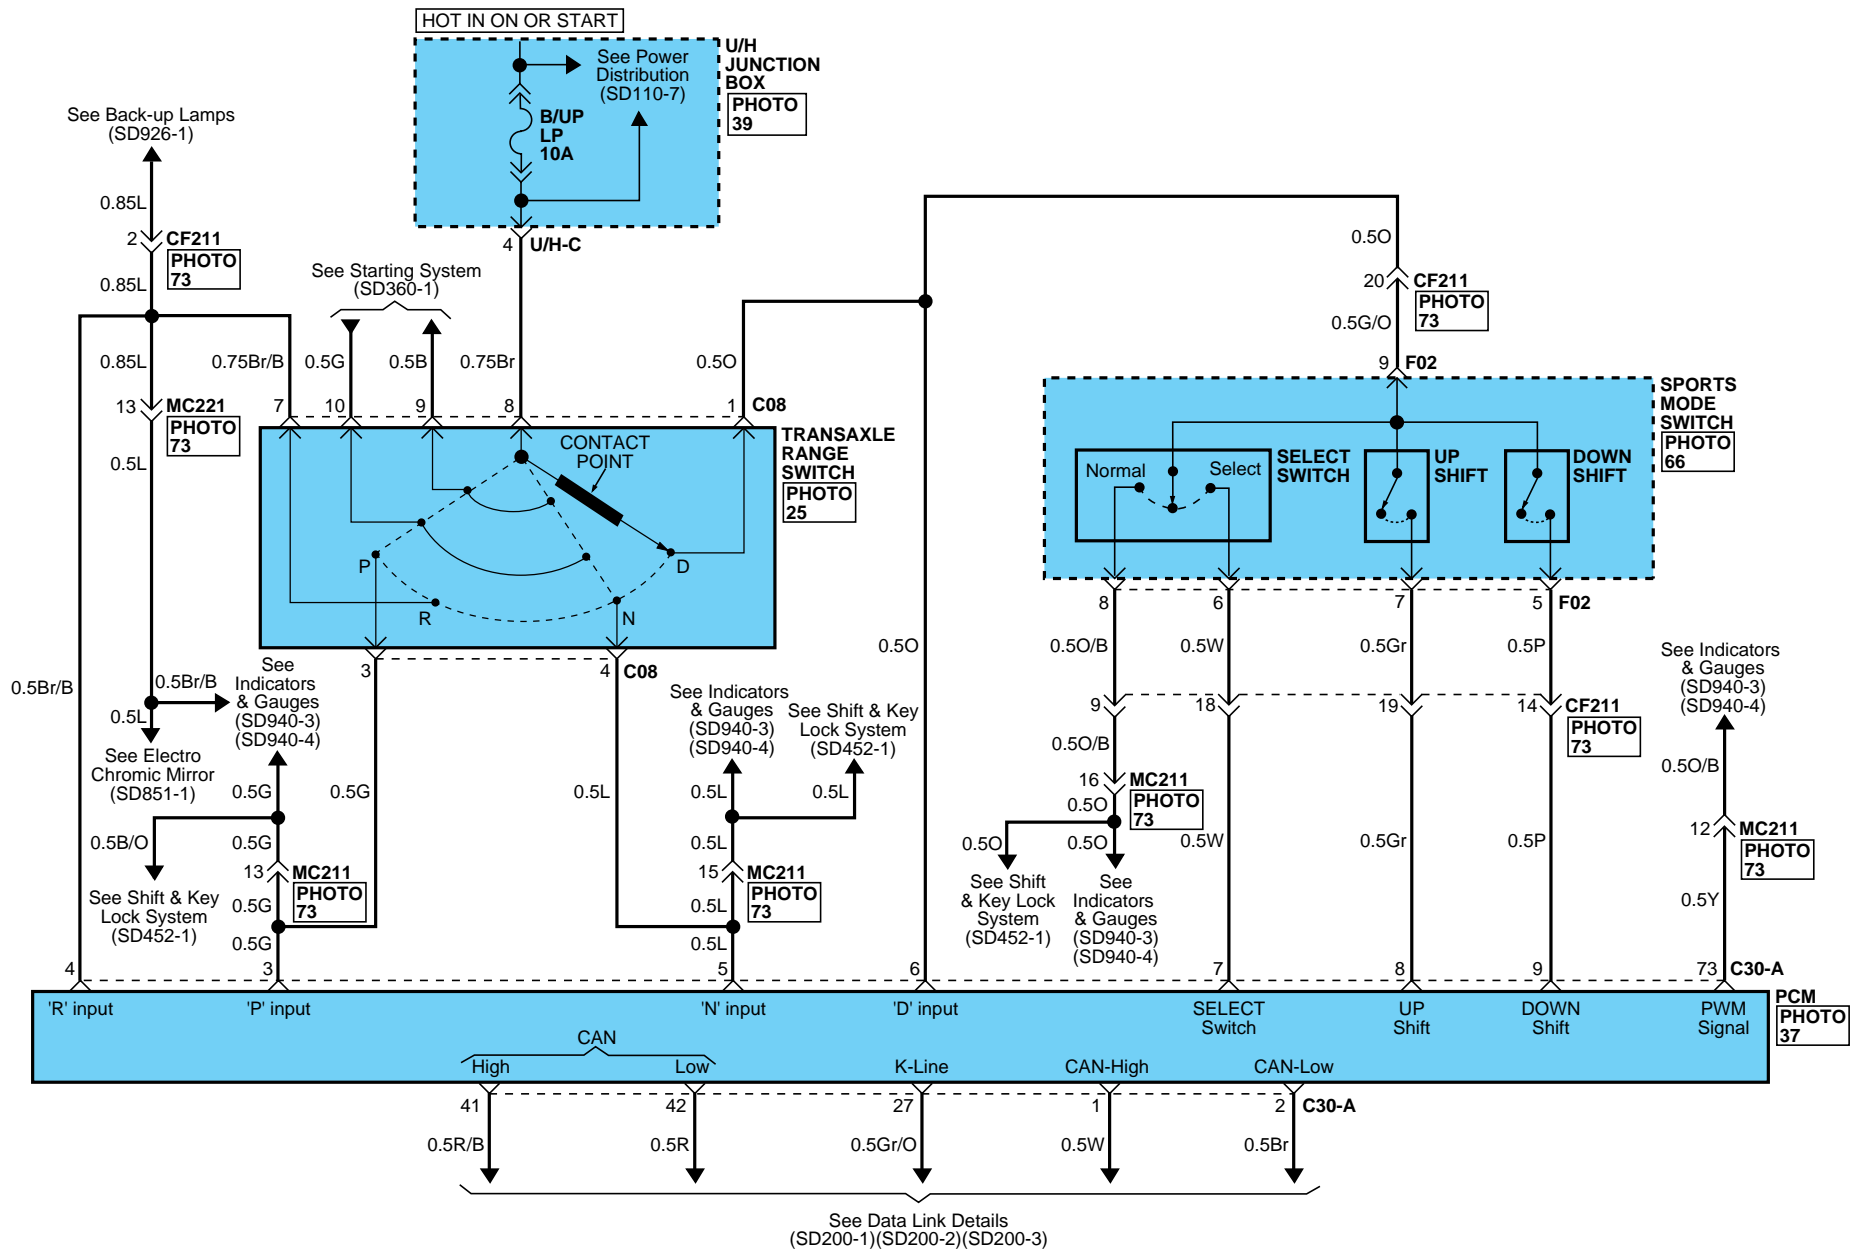 HOT IN ON OR START
See Power
Distribution
(SD110-7)
U/H
JUNCTION
BOX
PHOTO
39
B/UP
LP
10A
4
U/H-C
See Back-up Lamps
(SD926-1)
0.85L
2
CF211
PHOTO
73
0.85L
See Starting System
(SD360-1)
0.85L
0.75Br/B
0.5G
0.5B
0.75Br
0.5O
0.5O
20
CF211
PHOTO
73
0.5G/O
9
F02
13
MC221
PHOTO
73
0.5L
7
10
9
8
1
C08
CONTACT
POINT
TRANSAXLE
RANGE
SWITCH
PHOTO
25
P
R
N
D
SPORTS
MODE
SWITCH
PHOTO
66
Normal
Select
SELECT
SWITCH
UP
SHIFT
DOWN
SHIFT
8
6
7
5
F02
3
4
C08
0.5O
0.5O/B
0.5W
0.5Gr
0.5P
0.5Br/B
0.5Br/B
0.5L
See
Indicators
& Gauges
(SD940-3)
(SD940-4)
See Electro
Chromic Mirror
(SD851-1)
See Indicators
& Gauges
(SD940-3)
(SD940-4)
See Shift & Key
Lock System
(SD452-1)
See Indicators
& Gauges
(SD940-3)
(SD940-4)
9
18
19
14
CF211
PHOTO
73
0.5O/B
0.5O/B
0.5G
0.5G
0.5L
0.5L
0.5L
16
MC211
PHOTO
73
0.5O
0.5B/O
0.5G
0.5L
0.5O
0.5O
0.5W
0.5Gr
0.5P
12
MC211
PHOTO
73
13
MC211
PHOTO
73
15
MC211
PHOTO
73
See Shift & Key
Lock System
(SD452-1)
See Shift
& Key Lock
System
(SD452-1)
See
Indicators
& Gauges
(SD940-3)
(SD940-4)
0.5G
0.5L
0.5Y
0.5G
0.5L
4
3
5
6
7
8
9
73
C30-A
'R' input
'P' input
'N' input
'D' input
SELECT
Switch
UP
Shift
DOWN
Shift
PWM
Signal
PCM
PHOTO
37
CAN
High
Low
K-Line
CAN-High
CAN-Low
41
42
27
1
2
C30-A
0.5R/B
0.5R
0.5Gr/O
0.5W
0.5Br
See Data Link Details
(SD200-1)(SD200-2)(SD200-3)